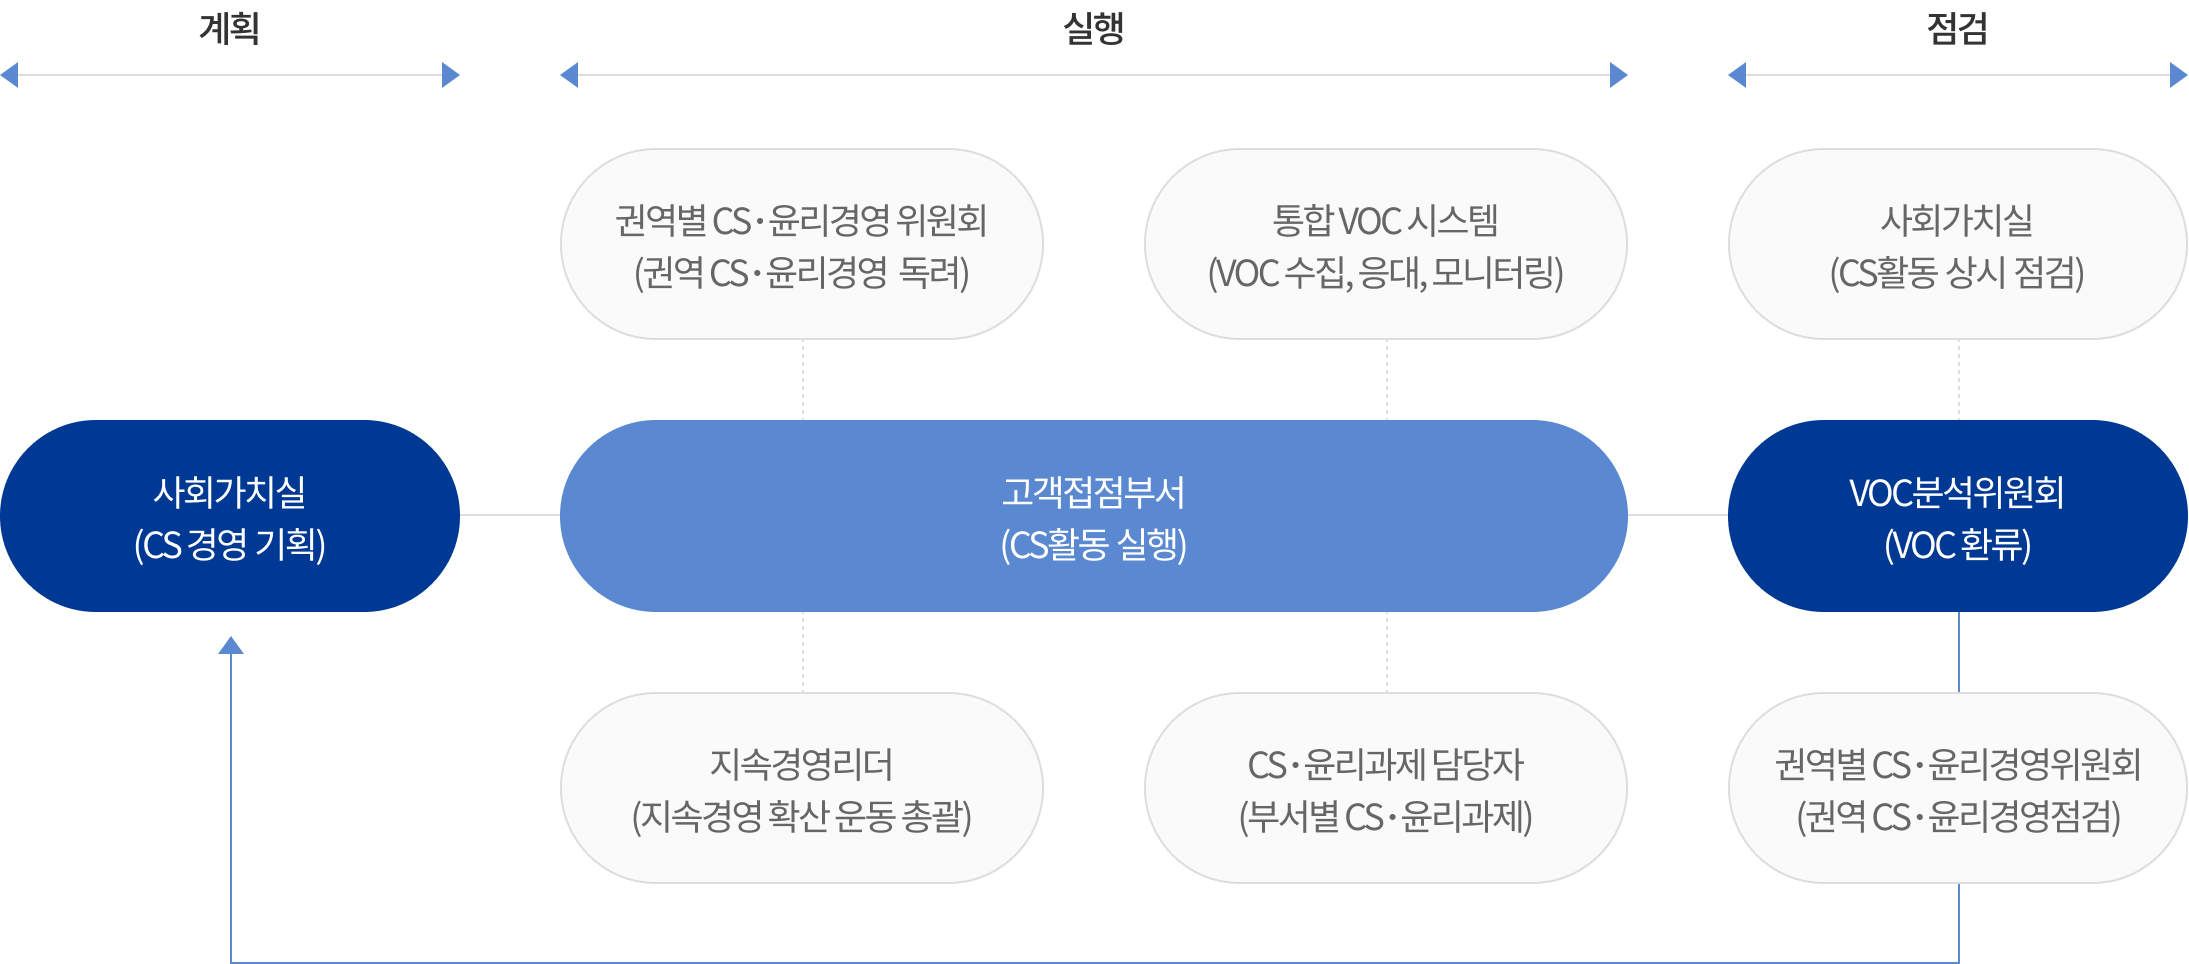 계획
실행
점검
권역별 CS·윤리경영 위원회
(권역 CS·윤리경영 독려)
통합 VOC 시스템
(VOC 수집, 응대, 모니터링)
사회가치실
(CS활동 상시 점검)
사회가치실
(CS 경영 기획)
고객접점부서
(CS활동 실행)
VOC분석위원회
(VOC 환류)
지속경영리더
(지속경영 확산 운동 총괄)
CS·윤리과제 담당자
(부서별 CS·윤리과제)
권역별 CS·윤리경영위원회
(권역 CS·윤리경영점검)